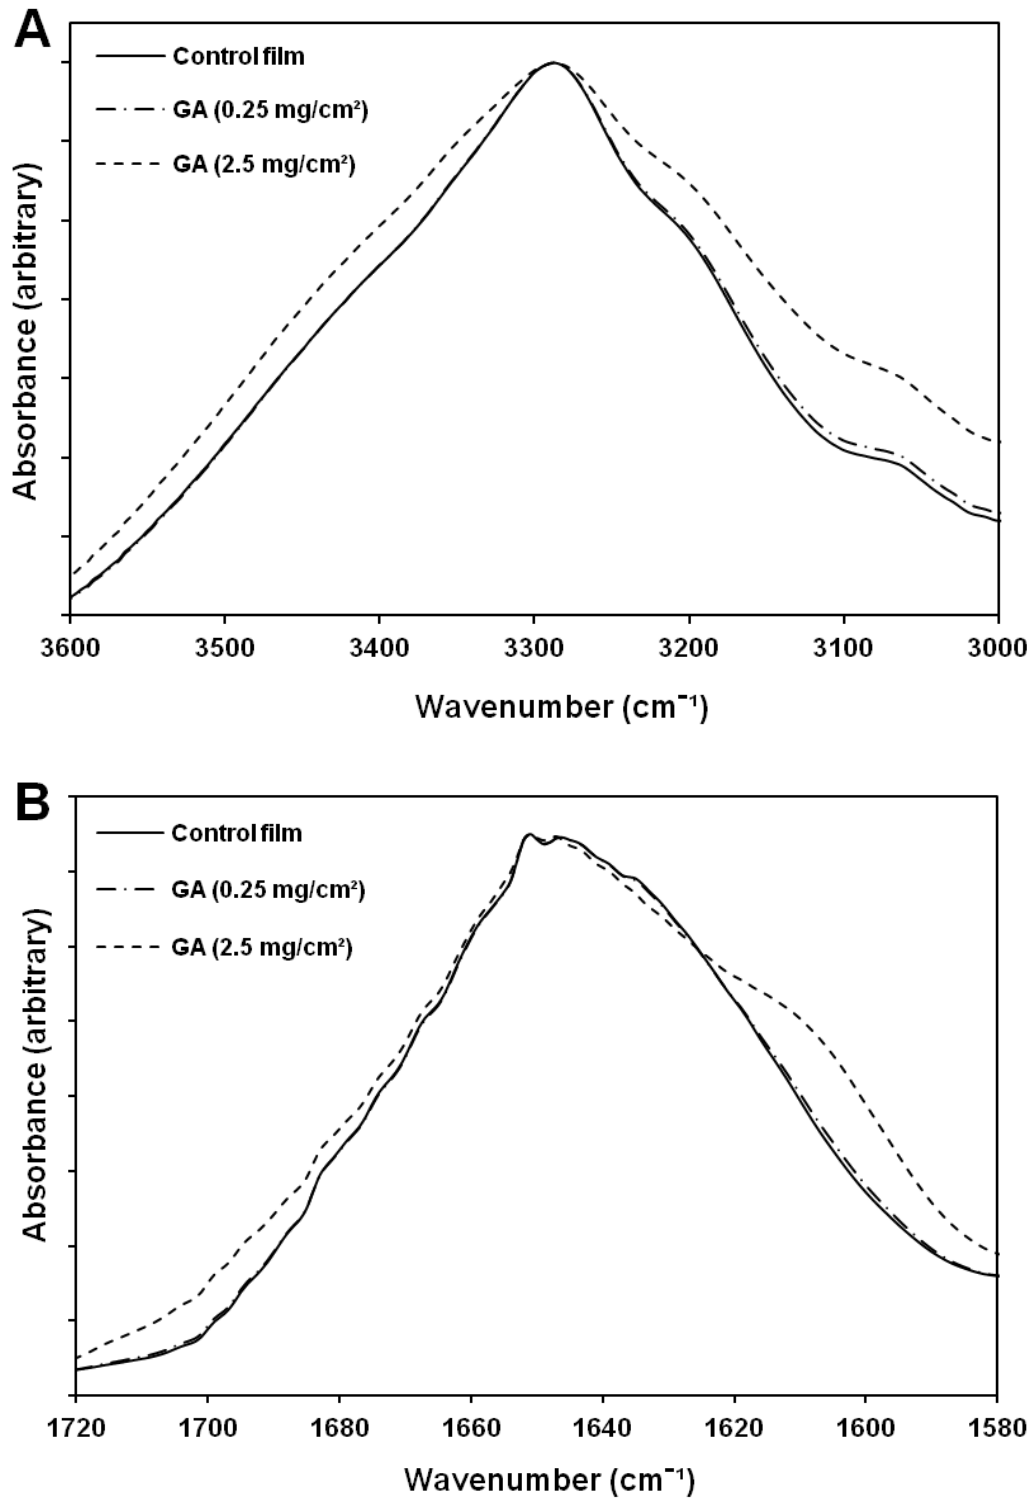 A
Control film
GA (0.25 mg/cm²)
GA (2.5 mg/cm²)
Absorbance (arbitrary)
3600 3500 3400 3300 3200 3100 3000
Wavenumber (cm⁻¹)
B
Control film
GA (0.25 mg/cm²)
GA (2.5 mg/cm²)
Absorbance (arbitrary)
1720 1700 1680 1660 1640 1620 1600 1580
Wavenumber (cm⁻¹)